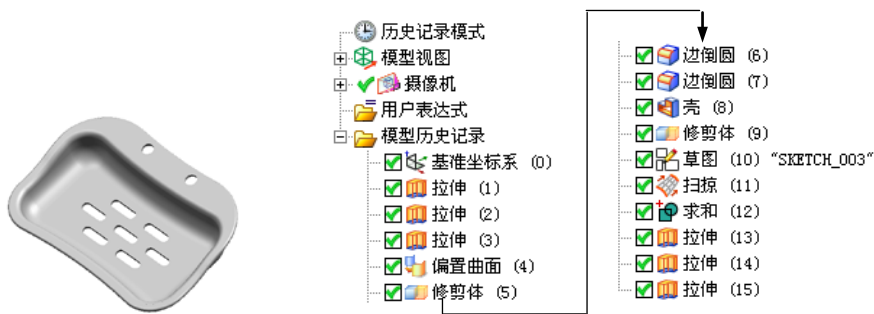 历史记录模式
模型视图
摄像机
用户表达式
模型历史记录
基准坐标系 (0)
拉伸 (1)
拉伸 (2)
拉伸 (3)
偏置曲面 (4)
修剪体 (5)
边倒圆 (6)
边倒圆 (7)
壳 (8)
修剪体 (9)
草图 (10) "SKETCH_003"
扫掠 (11)
求和 (12)
拉伸 (13)
拉伸 (14)
拉伸 (15)